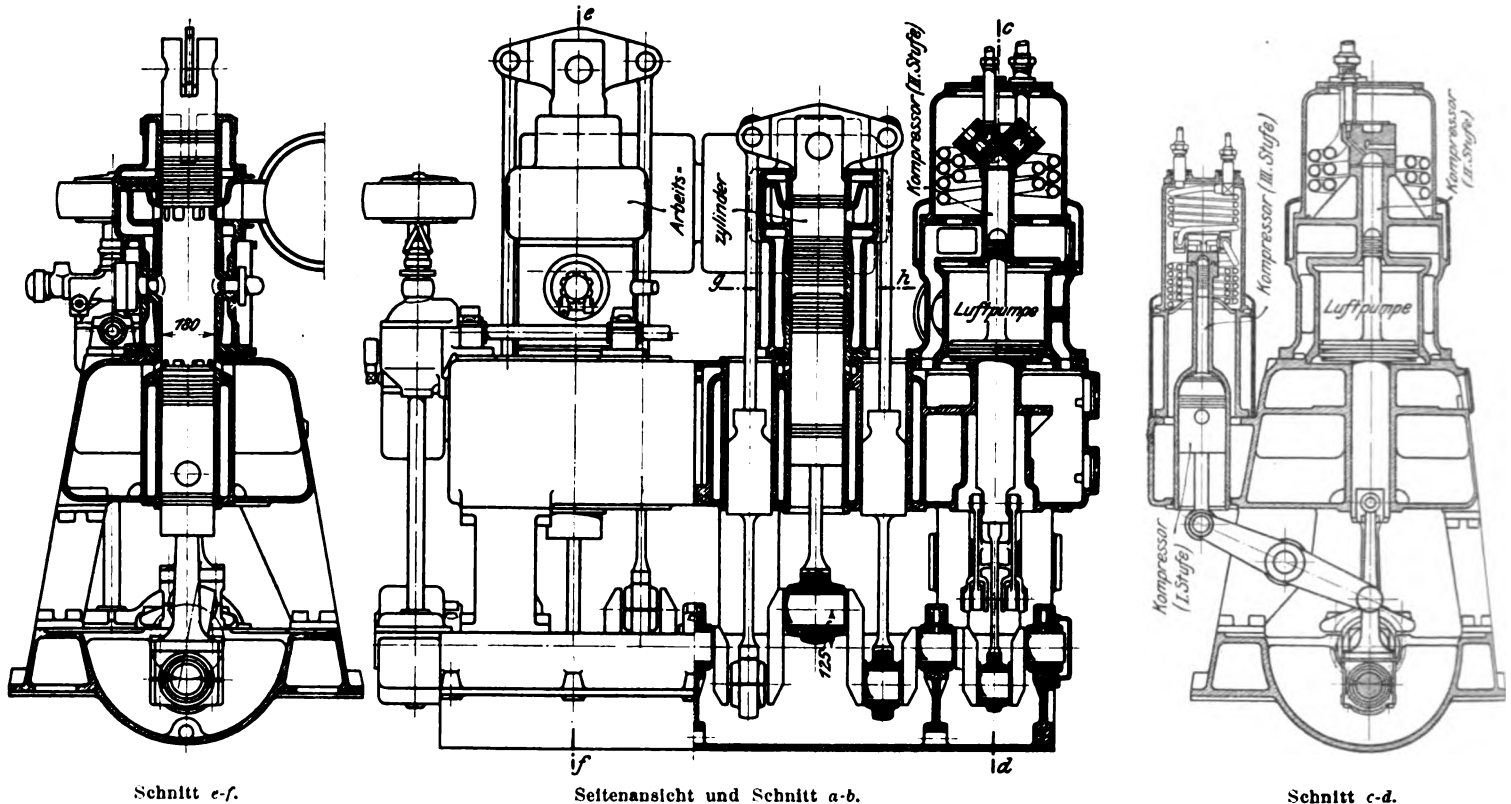 e
c
Kompressor (II. Stufe)
Arbeits=
zylinder
g
h
Luftpumpe
180
125
f
d
Kompressor (III. Stufe)
Kompressor
(II. Stufe)
Luftpumpe
Kompressor
(I. Stufe)
Schnitt e-f.
Seitenansicht und Schnitt a-b.
Schnitt c-d.